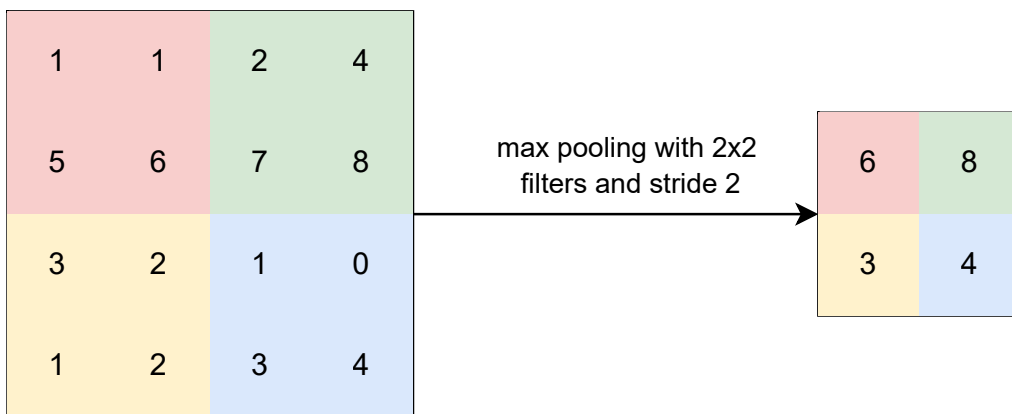 1 1 2 4
5 6 7 8
3 2 1 0
1 2 3 4
max pooling with 2x2
filters and stride 2
6 8
3 4